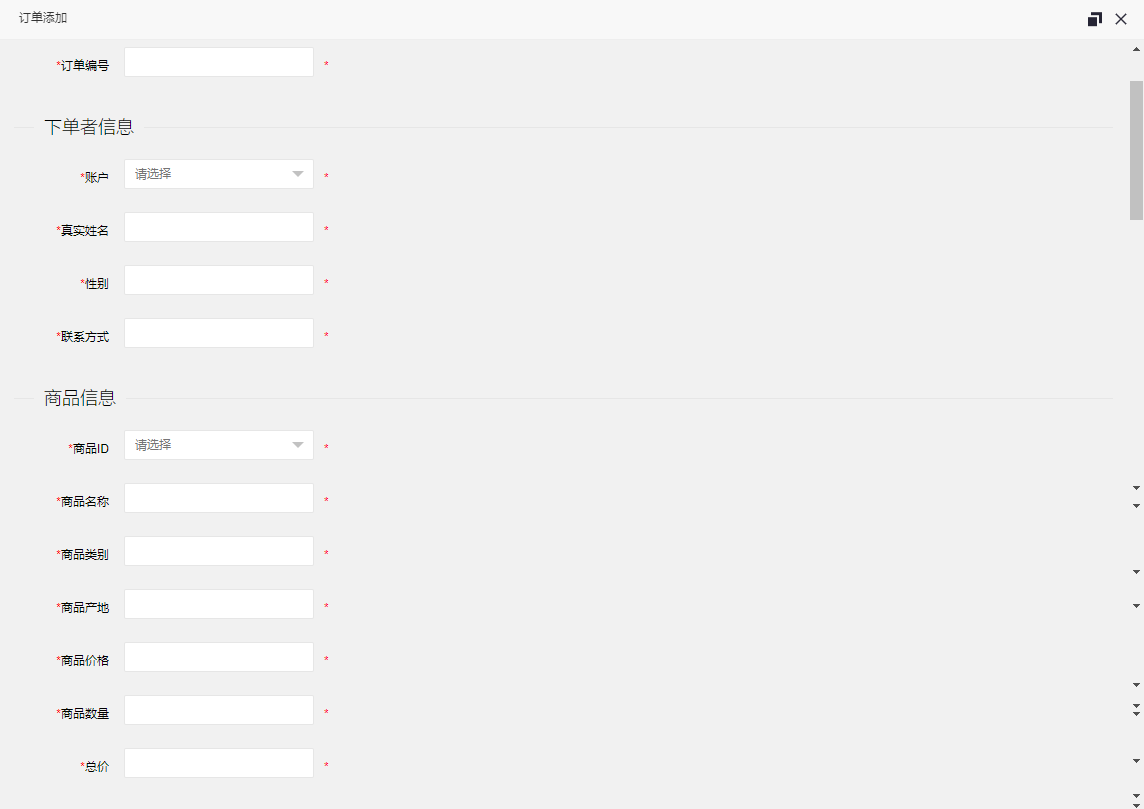 订单添加
*订单编号 *
下单者信息
*账户 请选择 *
*真实姓名 *
*性别 *
*联系方式 *
商品信息
*商品ID 请选择 *
*商品名称 *
*商品类别 *
*商品产地 *
*商品价格 *
*商品数量 *
*总价 *